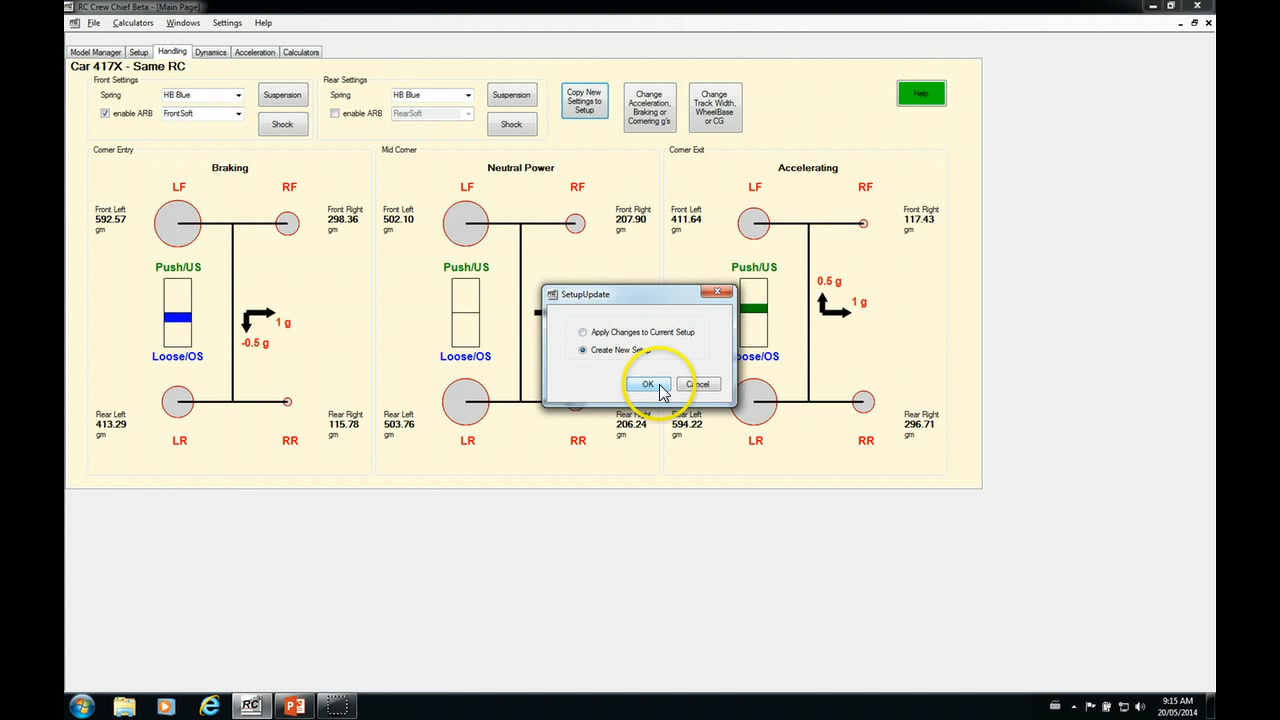 RC Crew Chief Beta - [Main Page]
File Calculators Windows Settings Help
Model Manager Setup Handling Dynamics Acceleration Calculators
Car 417X - Same RC
Front Settings
Spring HB Blue Suspension
enable ARB FrontSoft Shock
Rear Settings
Spring HB Blue Suspension
enable ARB RearSoft Shock
Copy New
Settings to
Setup
Change
Acceleration,
Braking or
Cornering g's
Change
Track Width,
WheelBase
or CG
Help
Corner Entry
Braking
LF RF
Front Left
592.57
gm
Front Right
298.36
gm
Push/US
1 g
-0.5 g
Loose/OS
Rear Left
413.29
gm
Rear Right
115.78
gm
LR RR
Mid Corner
Neutral Power
LF RF
Front Left
502.10
gm
Front Right
207.90
gm
Push/US
Loose/OS
Rear Left
503.76
gm
Rear Right
206.24
gm
LR RR
Corner Exit
Accelerating
LF RF
Front Left
411.64
gm
Front Right
117.43
gm
Push/US
0.5 g
1 g
Loose/OS
Rear Left
594.22
gm
Rear Right
296.71
gm
LR RR
SetupUpdate
Apply Changes to Current Setup
Create New Setup
OK Cancel
RC
9:15 AM
20/05/2014